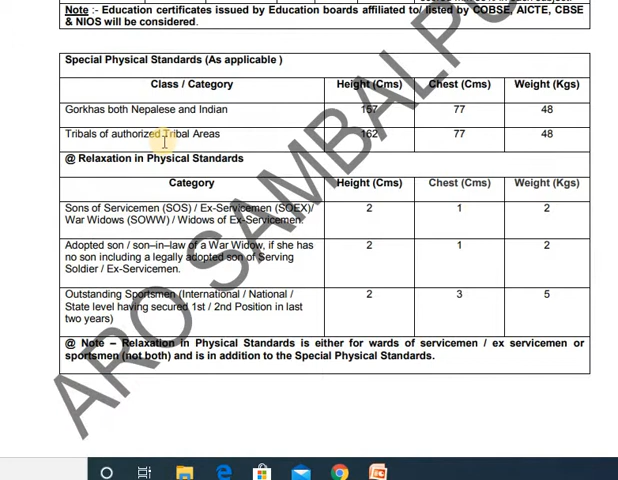 Note :- Education certificates issued by Education boards affiliated to/ listed by COBSE, AICTE, CBSE
& NIOS will be considered.
Special Physical Standards (As applicable )
Class / Category Height (Cms) Chest (Cms) Weight (Kgs)
Gorkhas both Nepalese and Indian 157 77 48
Tribals of authorized Tribal Areas 162 77 48
@ Relaxation in Physical Standards
Category Height (Cms) Chest (Cms) Weight (Kgs)
Sons of Servicemen (SOS) / Ex-Servicemen (SOEX)/ 2 1 2
War Widows (SOWW) / Widows of Ex-Servicemen.
Adopted son / son–in–law of a War Widow, if she has 2 1 2
no son including a legally adopted son of Serving
Soldier / Ex-Servicemen.
Outstanding Sportsmen (International / National / 2 3 5
State level having secured 1st / 2nd Position in last
two years)
@ Note – Relaxation in Physical Standards is either for wards of servicemen / ex servicemen or
sportsmen (not both) and is in addition to the Special Physical Standards.
ARO SAMBALPU